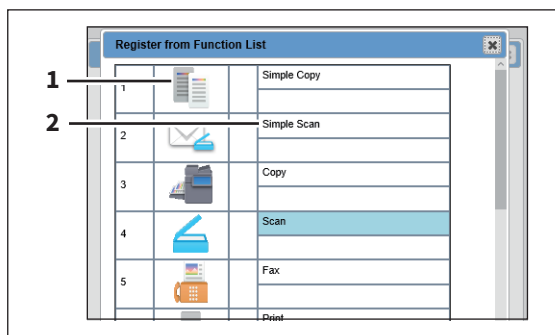 Register from Function List
1
1
Simple Copy
2
2
Simple Scan
3
Copy
4
Scan
5
Fax
Print